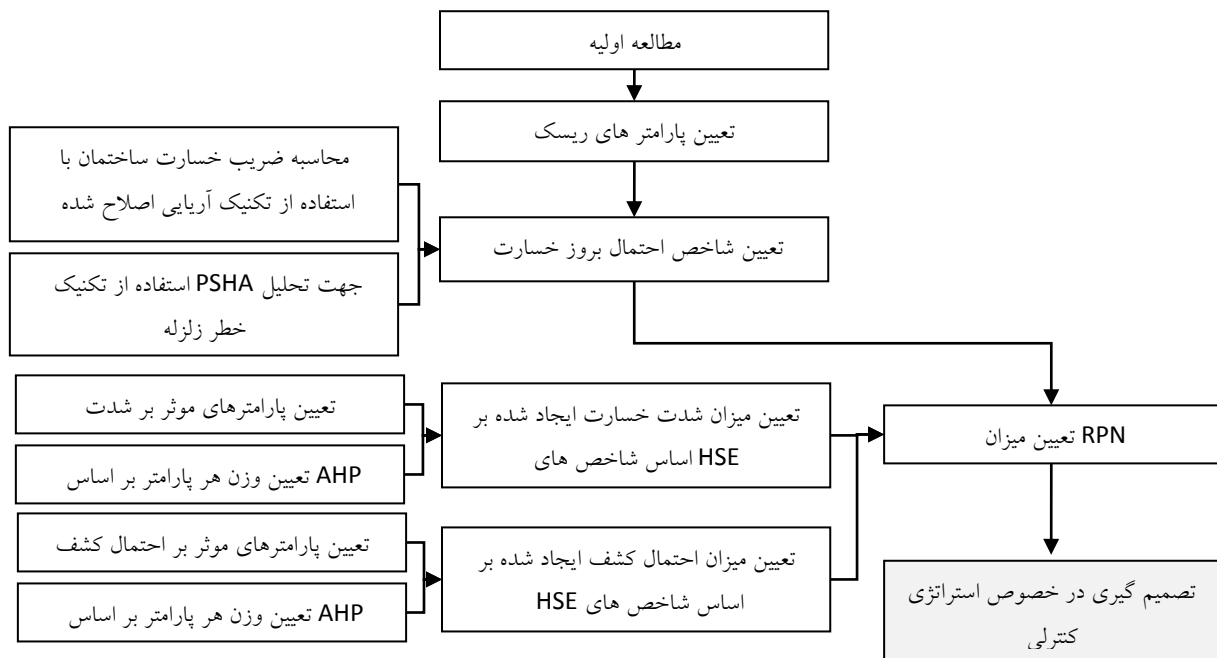 مطالعه اولیه
تعیین پارامتر های ریسک
محاسبه ضریب خسارت ساختمان با
استفاده از تکنیک آریایی اصلاح شده
تعیین شاخص احتمال بروز خسارت
جهت تحلیل PSHA استفاده از تکنیک
خطر زلزله
تعیین پارامترهای موثر بر شدت
AHP تعیین وزن هر پارامتر بر اساس
تعیین میزان شدت خسارت ایجاد شده بر
HSE اساس شاخص های
RPN تعیین میزان
تعیین پارامترهای موثر بر احتمال کشف
AHP تعیین وزن هر پارامتر بر اساس
تعیین میزان احتمال کشف ایجاد شده بر
اساس شاخص های HSE
تصمیم گیری در خصوص استراتژی
کنترلی